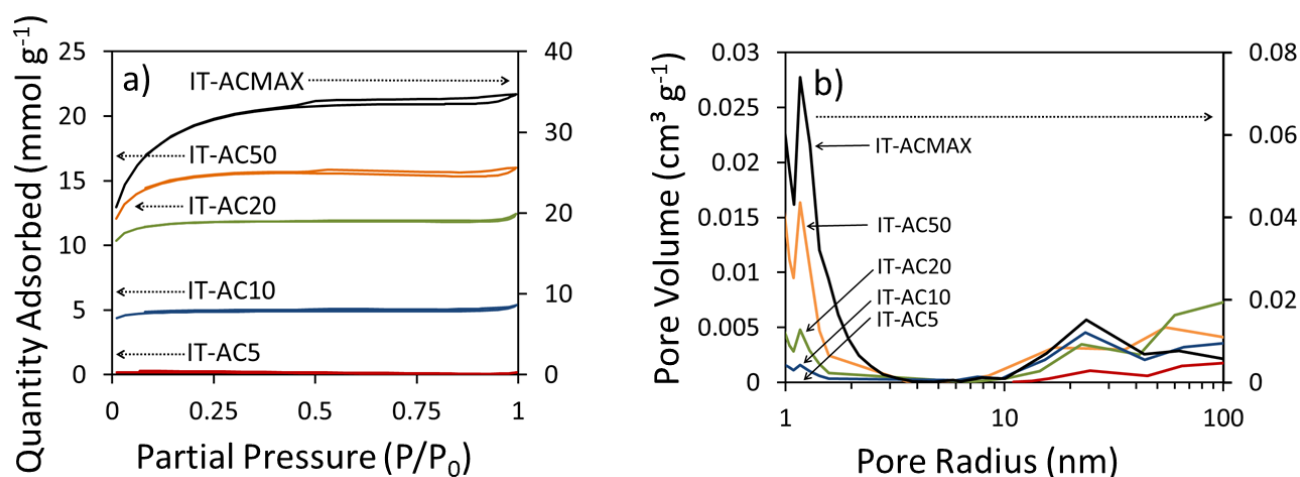 a)
Quantity Adsorbed (mmol g⁻¹)
25
20
15
10
5
0
40
30
20
10
0
IT-ACMAX
IT-AC50
IT-AC20
IT-AC10
IT-AC5
0
0.25
0.5
0.75
1
Partial Pressure (P/P₀)
b)
Pore Volume (cm³ g⁻¹)
0.03
0.025
0.02
0.015
0.01
0.005
0
0.08
0.06
0.04
0.02
0
IT-ACMAX
IT-AC50
IT-AC20
IT-AC10
IT-AC5
1
10
100
Pore Radius (nm)